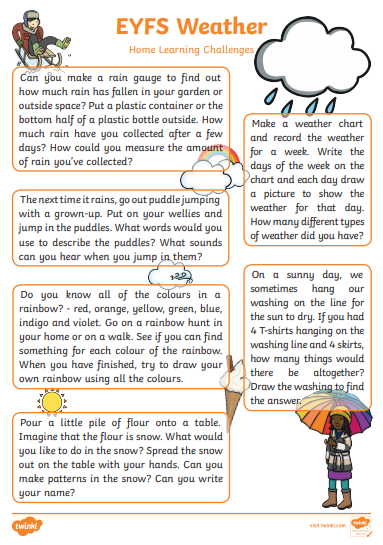 EYFS Weather
Home Learning Challenges
Can you make a rain gauge to find out
how much rain has fallen in your garden or
outside space? Put a plastic container or the
bottom half of a plastic bottle outside. How
much rain have you collected after a few
days? How could you measure the amount
of rain you've collected?
The next time it rains, go out puddle jumping
with a grown-up. Put on your wellies and
jump in the puddles. What words would you
use to describe the puddles? What sounds
can you hear when you jump in them?
Do you know all of the colours in a
rainbow? - red, orange, yellow, green, blue,
indigo and violet. Go on a rainbow hunt in
your home or on a walk. See if you can find
something for each colour of the rainbow.
When you have finished, try to draw your
own rainbow using all the colours.
Pour a little pile of flour onto a table.
Imagine that the flour is snow. What would
you like to do in the snow? Spread the snow
out on the table with your hands. Can you
make patterns in the snow? Can you write
your name?
Make a weather chart
and record the weather
for a week. Write the
days of the week on the
chart and each day draw
a picture to show the
weather for that day.
How many different types
of weather did you have?
On a sunny day, we
sometimes hang our
washing on the line for
the sun to dry. If you had
4 T-shirts hanging on the
washing line and 4 skirts,
how many things would
there be altogether?
Draw the washing to find
the answer.
twinkl
visit twinkl.com